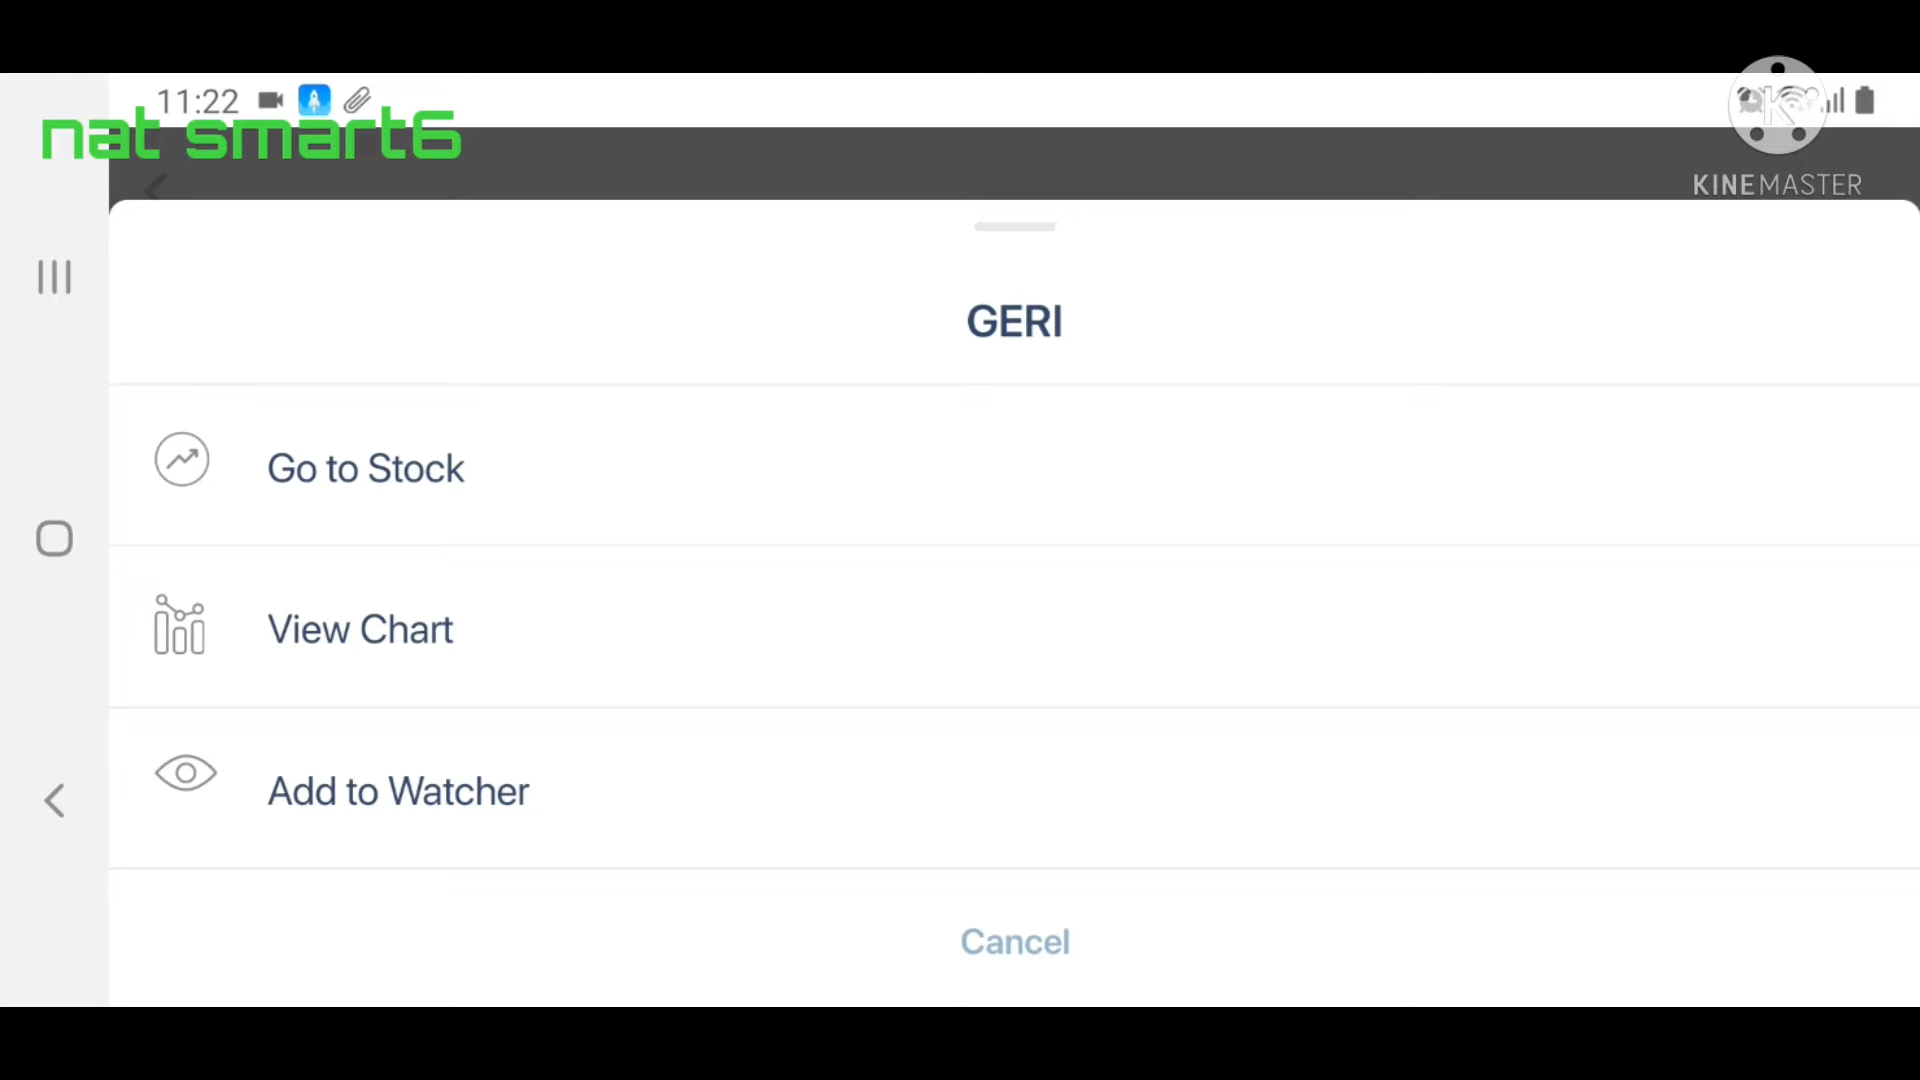 11:22
nat smart6
KINEMASTER
GERI
Go to Stock
View Chart
Add to Watcher
Cancel